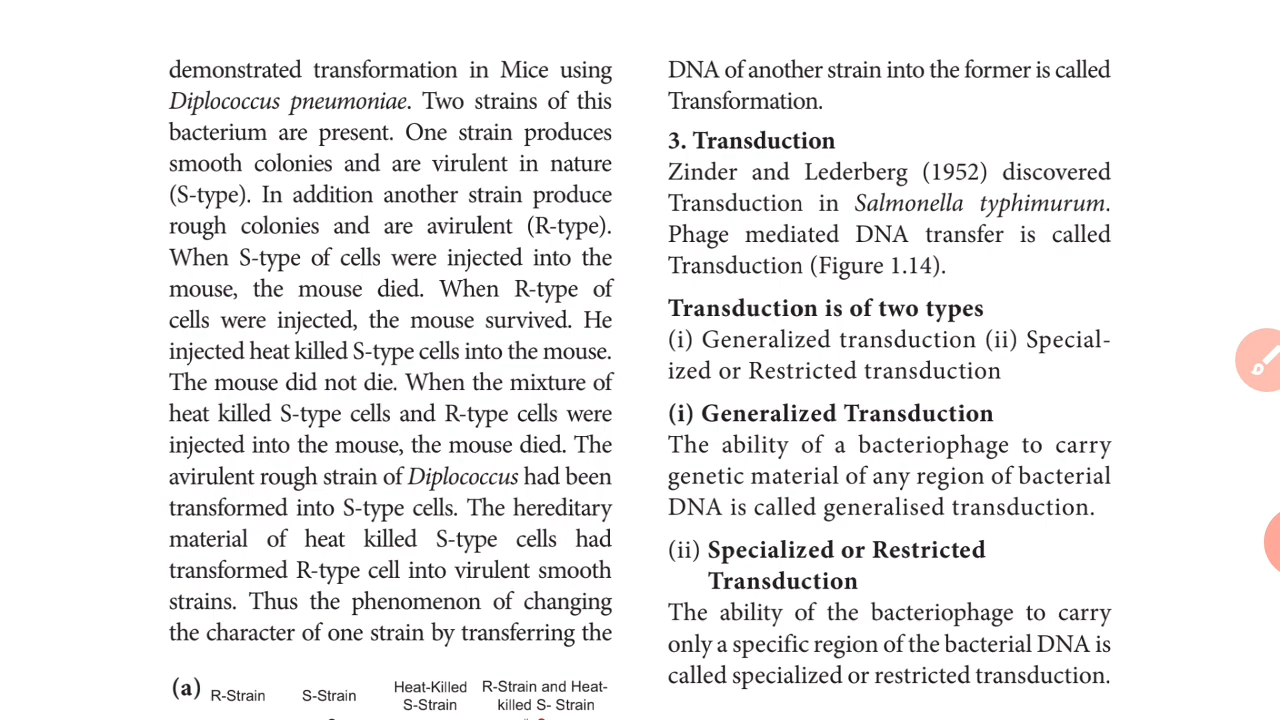 demonstrated transformation in Mice using
Diplococcus pneumoniae. Two strains of this
bacterium are present. One strain produces
smooth colonies and are virulent in nature
(S-type). In addition another strain produce
rough colonies and are avirulent (R-type).
When S-type of cells were injected into the
mouse, the mouse died. When R-type of
cells were injected, the mouse survived. He
injected heat killed S-type cells into the mouse.
The mouse did not die. When the mixture of
heat killed S-type cells and R-type cells were
injected into the mouse, the mouse died. The
avirulent rough strain of Diplococcus had been
transformed into S-type cells. The hereditary
material of heat killed S-type cells had
transformed R-type cell into virulent smooth
strains. Thus the phenomenon of changing
the character of one strain by transferring the
(a) R-Strain S-Strain Heat-Killed S-Strain R-Strain and Heat-killed S- Strain
DNA of another strain into the former is called
Transformation.
3. Transduction
Zinder and Lederberg (1952) discovered
Transduction in Salmonella typhimurum.
Phage mediated DNA transfer is called
Transduction (Figure 1.14).
Transduction is of two types
(i) Generalized transduction (ii) Special-
ized or Restricted transduction
(i) Generalized Transduction
The ability of a bacteriophage to carry
genetic material of any region of bacterial
DNA is called generalised transduction.
(ii) Specialized or Restricted
Transduction
The ability of the bacteriophage to carry
only a specific region of the bacterial DNA is
called specialized or restricted transduction.